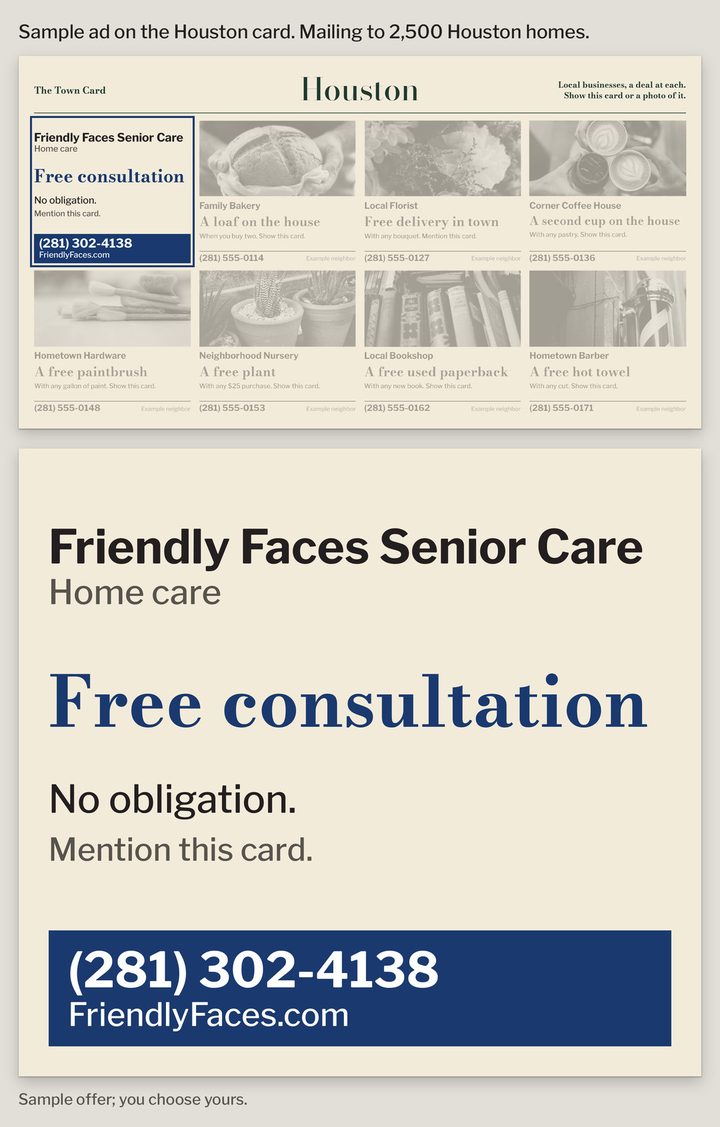 Sample ad on the Houston card. Mailing to 2,500 Houston homes.
The Town Card
Houston
Local businesses, a deal at each.
Show this card or a photo of it.
Friendly Faces Senior Care
Home care
Free consultation
No obligation.
Mention this card.
(281) 302-4138
FriendlyFaces.com
Family Bakery
A loaf on the house
When you buy two. Show this card.
(281) 555-0114
Example neighbor
Local Florist
Free delivery in town
With any bouquet. Mention this card.
(281) 555-0127
Example neighbor
Corner Coffee House
A second cup on the house
With any pastry. Show this card.
(281) 555-0136
Example neighbor
Hometown Hardware
A free paintbrush
With any gallon of paint. Show this card.
(281) 555-0148
Example neighbor
Neighborhood Nursery
A free plant
With any $25 purchase. Show this card.
(281) 555-0153
Example neighbor
Local Bookshop
A free used paperback
With any new book. Show this card.
(281) 555-0162
Example neighbor
Hometown Barber
A free hot towel
With any cut. Show this card.
(281) 555-0171
Example neighbor
Friendly Faces Senior Care
Home care
Free consultation
No obligation.
Mention this card.
(281) 302-4138
FriendlyFaces.com
Sample offer; you choose yours.